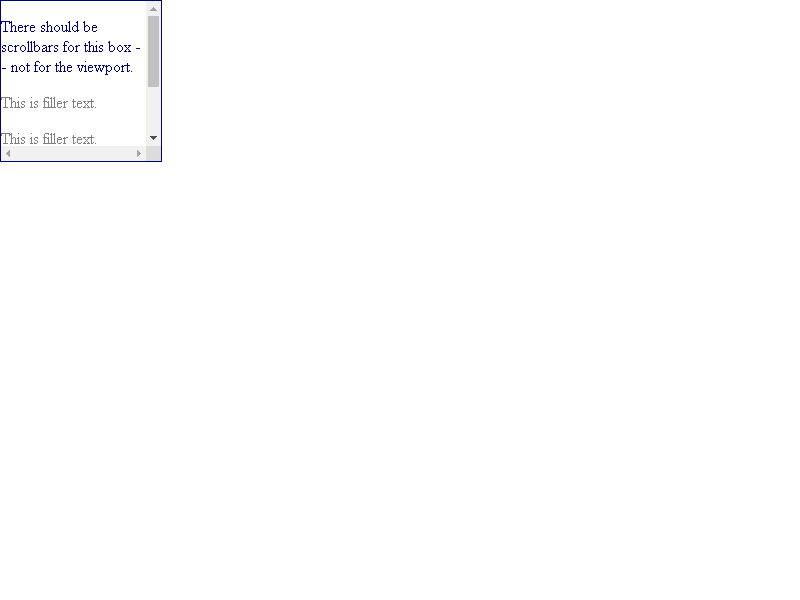 There should be
scrollbars for this box -
- not for the viewport.
This is filler text.
This is filler text.